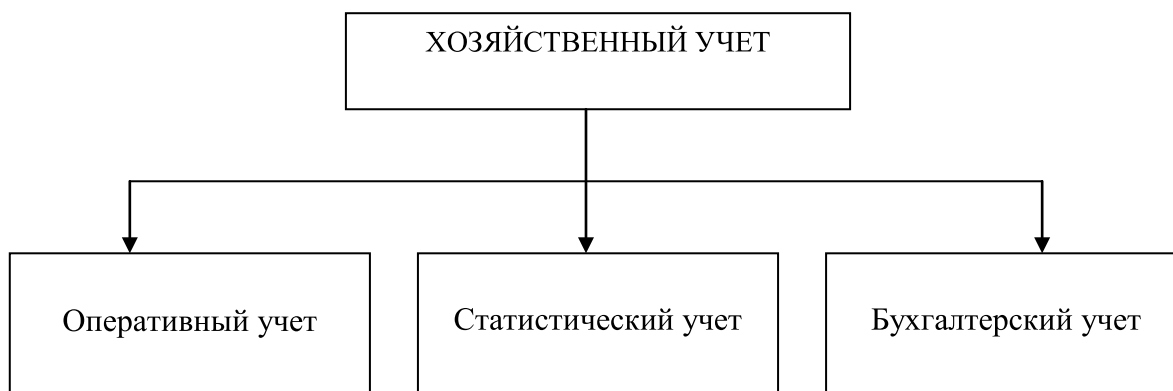 ХОЗЯЙСТВЕННЫЙ УЧЕТ
Оперативный учет
Статистический учет
Бухгалтерский учет